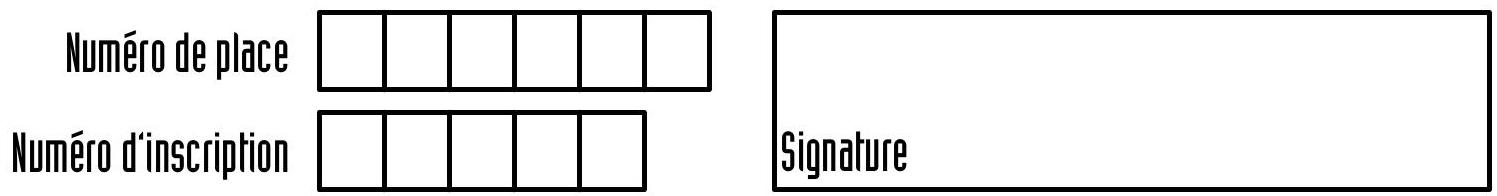 Numéro de place
Numéro d'inscription
Signature